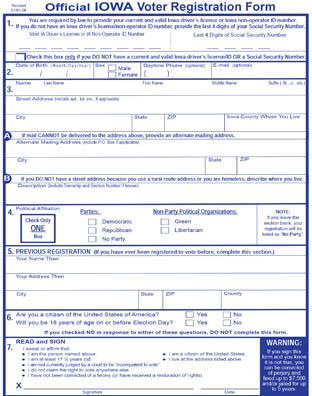 Revised
Official IOWA Voter Registration Form
1. You are required by law to provide your current and valid Iowa driver's license or Iowa non-operator ID number.
If you do not have an Iowa driver's license/non-operator ID number, provide the last 4 digits of your Social Security Number.
Valid IA Driver's License or IA Non-Operator ID Number Last 4 Digits of Social Security Number
Check this box only if you DO NOT have a current and valid Iowa driver's license/ID OR a Social Security Number.
2. Date of Birth (Month/Day/Year) Sex Male Female Daytime Phone (optional) ( ) E-mail (optional)
/ /
3. Name: Last Name First Name Middle Name Suffix (Sr., Jr., etc.)
Street Address (include apt., lot, etc., if applicable)
City State ZIP Iowa County Where You Live
A If mail CANNOT be delivered to the address above, provide an alternate mailing address.
Alternate Mailing Address (include PO Box if applicable)
City State ZIP
B If you DO NOT have a street address because you use a rural route address or you are homeless, describe where you live.
Description (include Township and Section Number if known)
4. Political Affiliation
Check Only
ONE
Box
Parties:
Democratic
Republican
No Party
Non-Party Political Organizations:
Green
Libertarian
NOTE:
If you leave this
section blank, your
registration will be
listed as "No Party"
5. PREVIOUS REGISTRATION (If you have ever been registered to vote before, complete this section.)
Your Name Then
Your Address Then
City State ZIP County
6. Are you a citizen of the United States of America? Yes No
Will you be 18 years of age on or before Election Day? Yes No
If you checked NO in response to either of these questions, DO NOT complete this form.
7. READ and SIGN
I swear or affirm that:
I am the person named above.
I am at least 17 ½ years old.
I am not currently judged by a court to be "incompetent to vote"
I do not claim the right to vote anywhere else.
I have not been convicted of a felony (or have received a restoration of rights).
I am a citizen of the United States.
I live at the address listed above.
X
Signature Date
WARNING:
If you sign this
form and you know
it is not true, you
can be convicted
of perjury and
fined up to $7,500
and/or jailed for up
to 5 years